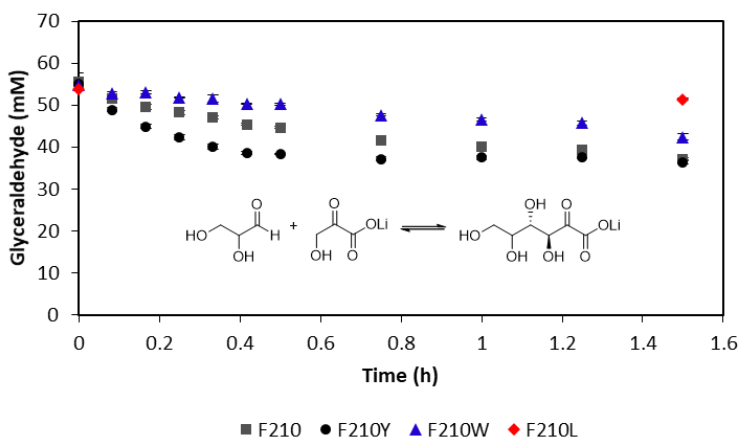 70
60
50
40
30
20
10
0
Glyceraldehyde (mM)
O
HO
H
OH
+
O
OLi
OH
O
OH
O
OLi
HO
OH
OH
O
0
0.2
0.4
0.6
0.8
1
1.2
1.4
1.6
Time (h)
F210 F210Y F210W F210L